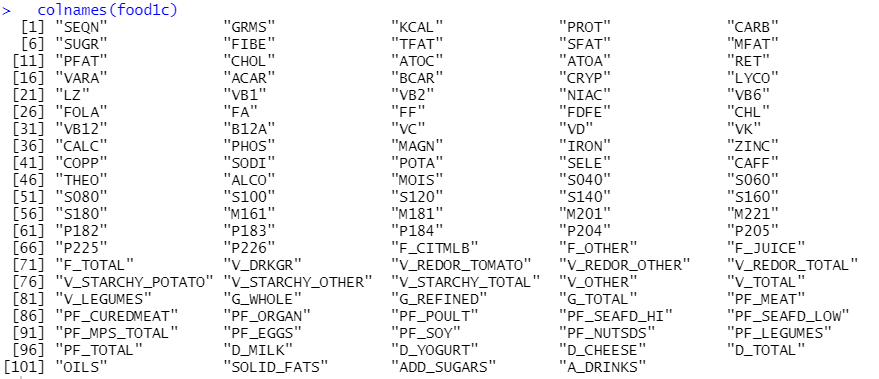 > colnames(food1c)
[1] "SEQN" "GRMS" "KCAL" "PROT" "CARB"
[6] "SUGR" "FIBE" "TFAT" "SFAT" "MFAT"
[11] "PFAT" "CHOL" "ATOC" "ATOA" "RET"
[16] "VARA" "ACAR" "BCAR" "CRYP" "LYCO"
[21] "LZ" "VB1" "VB2" "NIAC" "VB6"
[26] "FOLA" "FA" "FF" "FDFE" "CHL"
[31] "VB12" "B12A" "VC" "VD" "VK"
[36] "CALC" "PHOS" "MAGN" "IRON" "ZINC"
[41] "COPP" "SODI" "POTA" "SELE" "CAFF"
[46] "THEO" "ALCO" "MOIS" "S040" "S060"
[51] "S080" "S100" "S120" "S140" "S160"
[56] "S180" "M161" "M181" "M201" "M221"
[61] "P182" "P183" "P184" "P204" "P205"
[66] "P225" "P226" "F_CITMLB" "F_OTHER" "F_JUICE"
[71] "F_TOTAL" "V_DRKGR" "V_REDOR_TOMATO" "V_REDOR_OTHER" "V_REDOR_TOTAL"
[76] "V_STARCHY_POTATO" "V_STARCHY_OTHER" "V_STARCHY_TOTAL" "V_OTHER" "V_TOTAL"
[81] "V_LEGUMES" "G_WHOLE" "G_REFINED" "G_TOTAL" "PF_MEAT"
[86] "PF_CUREDMEAT" "PF_ORGAN" "PF_POULT" "PF_SEAFD_HI" "PF_SEAFD_LOW"
[91] "PF_MPS_TOTAL" "PF_EGGS" "PF_SOY" "PF_NUTSDS" "PF_LEGUMES"
[96] "PF_TOTAL" "D_MILK" "D_YOGURT" "D_CHEESE" "D_TOTAL"
[101] "OILS" "SOLID_FATS" "ADD_SUGARS" "A_DRINKS"